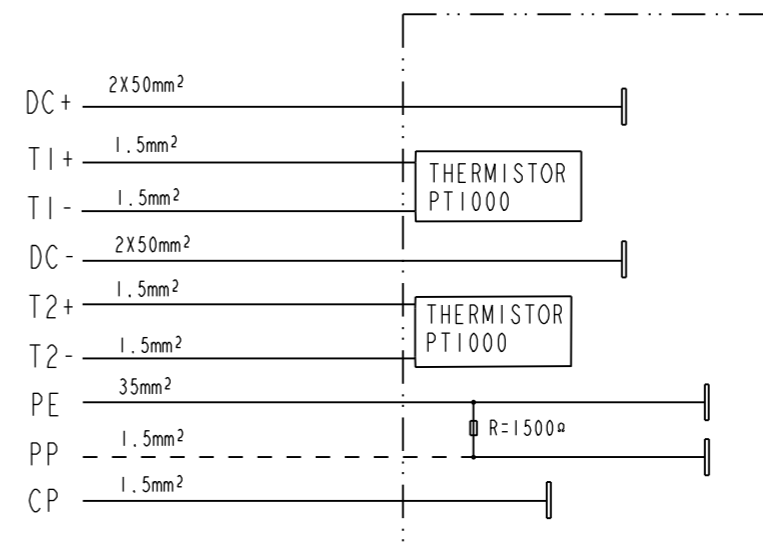 DC+ 2X50mm²
T1+ 1.5mm²
THERMISTOR
PT1000
T1- 1.5mm²
DC- 2X50mm²
T2+ 1.5mm²
THERMISTOR
PT1000
T2- 1.5mm²
PE 35mm²
R=1500Ω
PP 1.5mm²
CP 1.5mm²